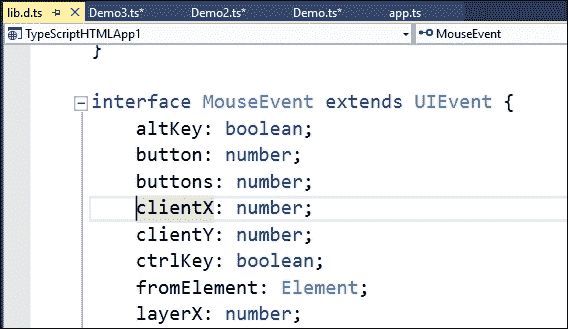 lib.d.ts Demo3.ts* Demo2.ts* Demo.ts* app.ts
TypeScriptHTMLApp1 MouseEvent
}
interface MouseEvent extends UIEvent {
altKey: boolean;
button: number;
buttons: number;
clientX: number;
clientY: number;
ctrlKey: boolean;
fromElement: Element;
layerX: number;